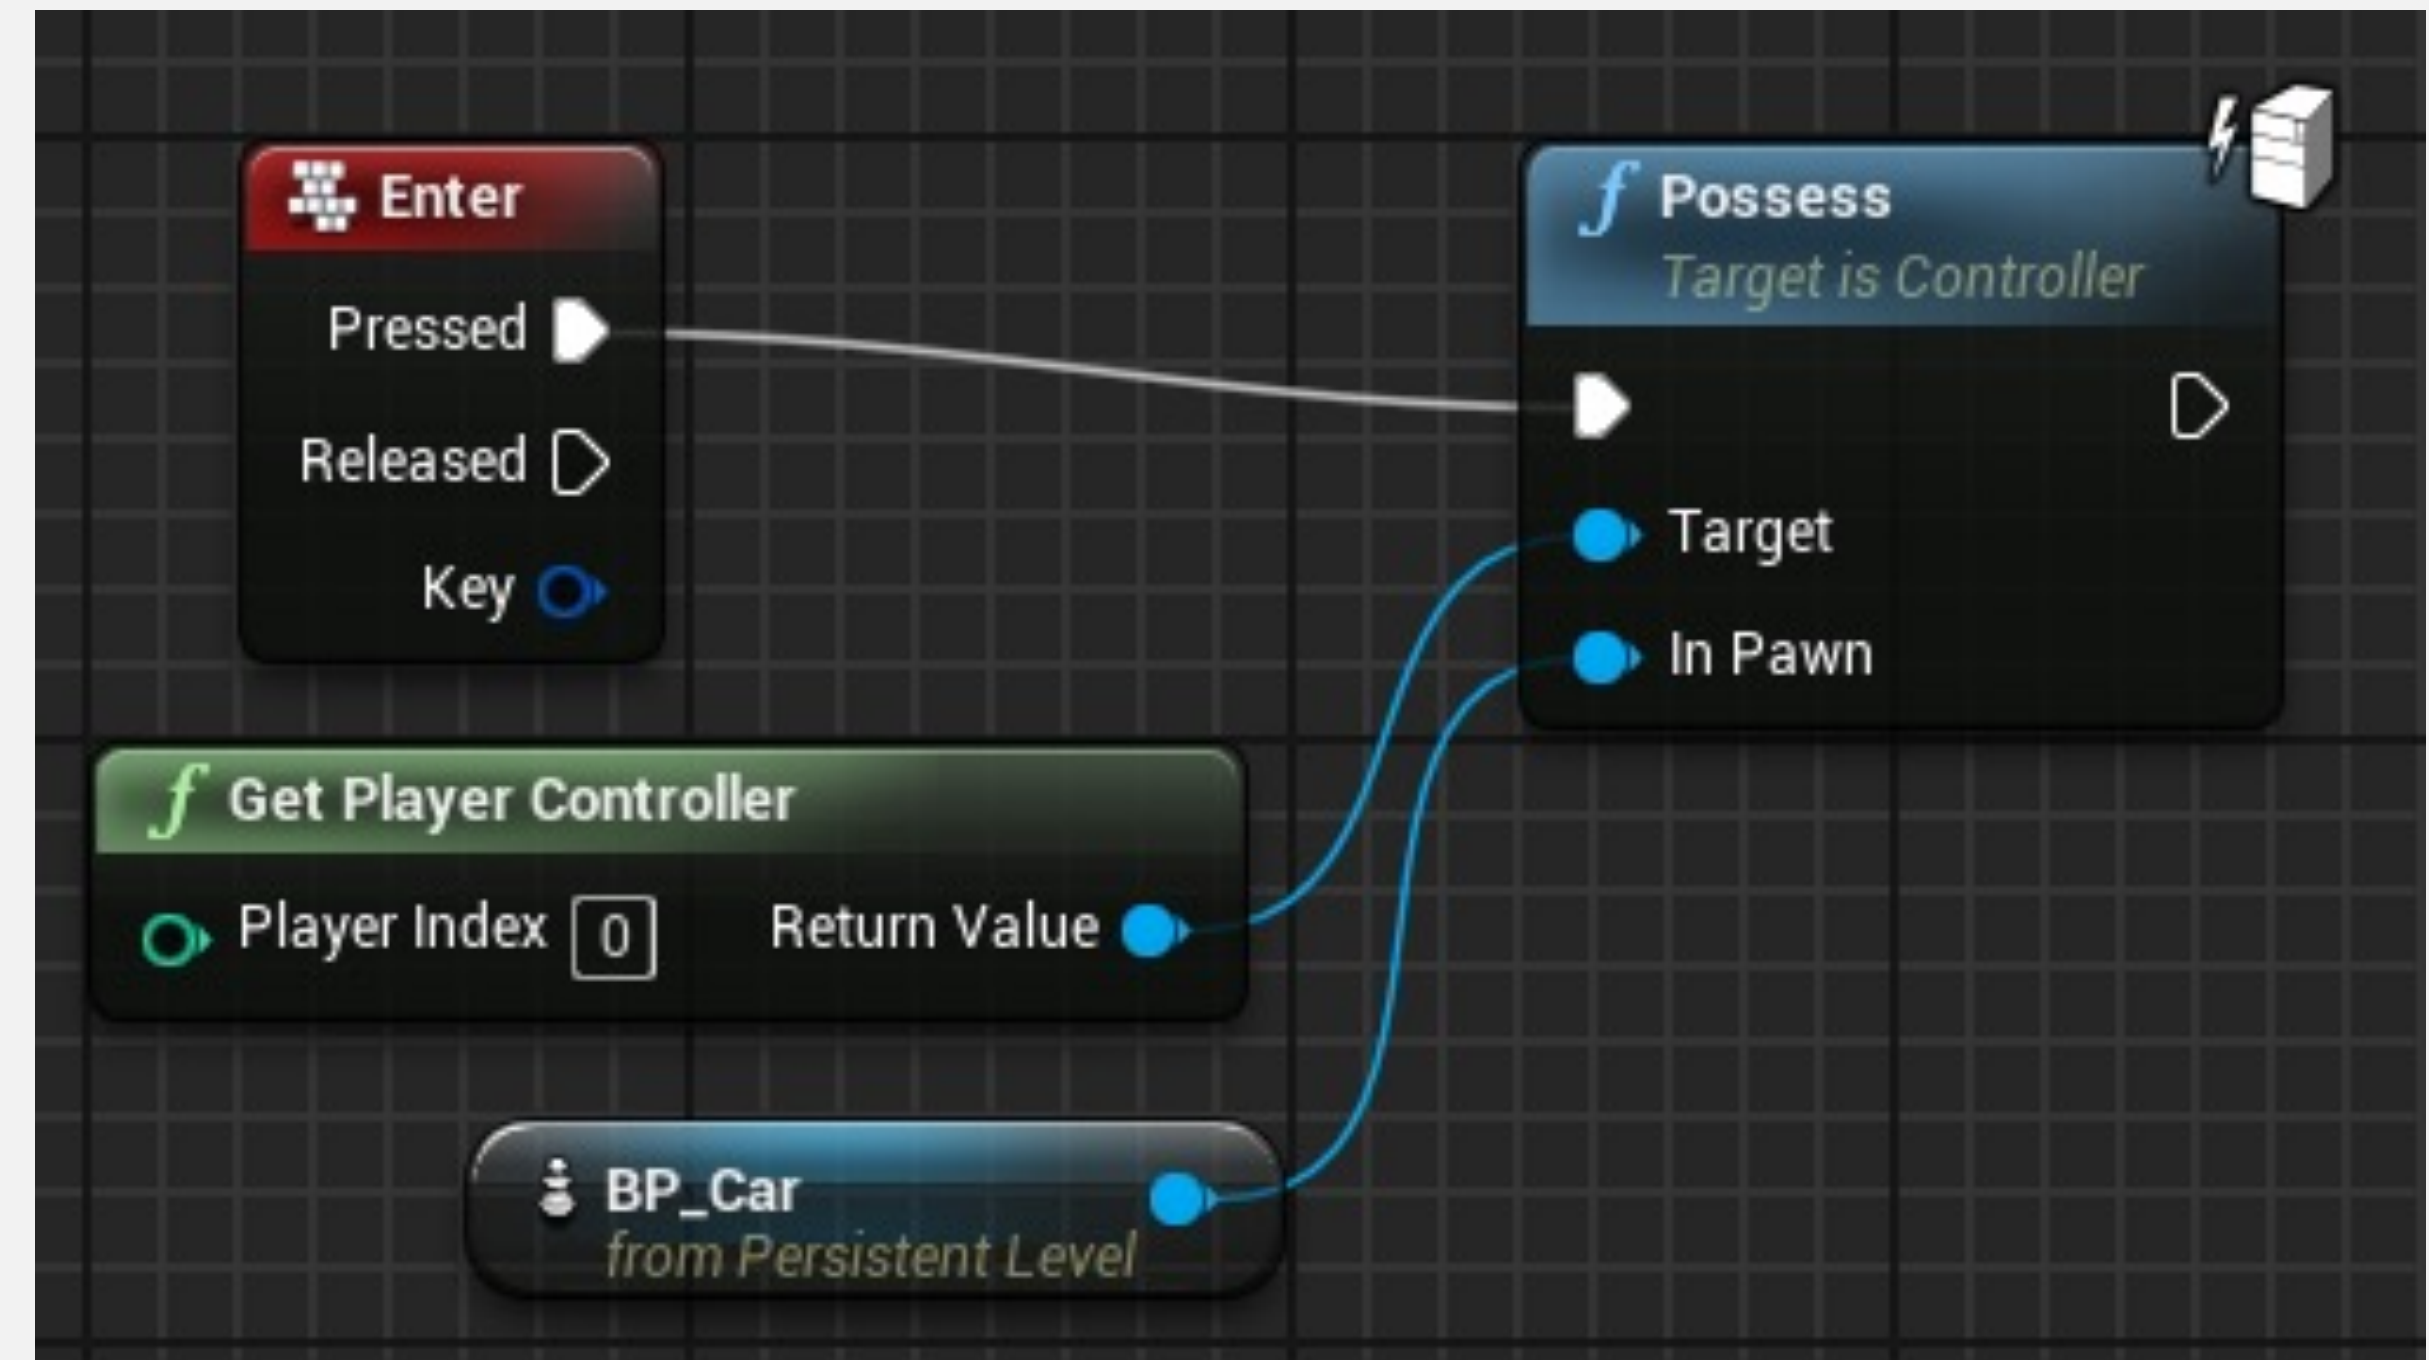 Enter
Pressed
Released
Key
Possess
Target is Controller
Target
In Pawn
Get Player Controller
Player Index 0 Return Value
BP_Car
from Persistent Level